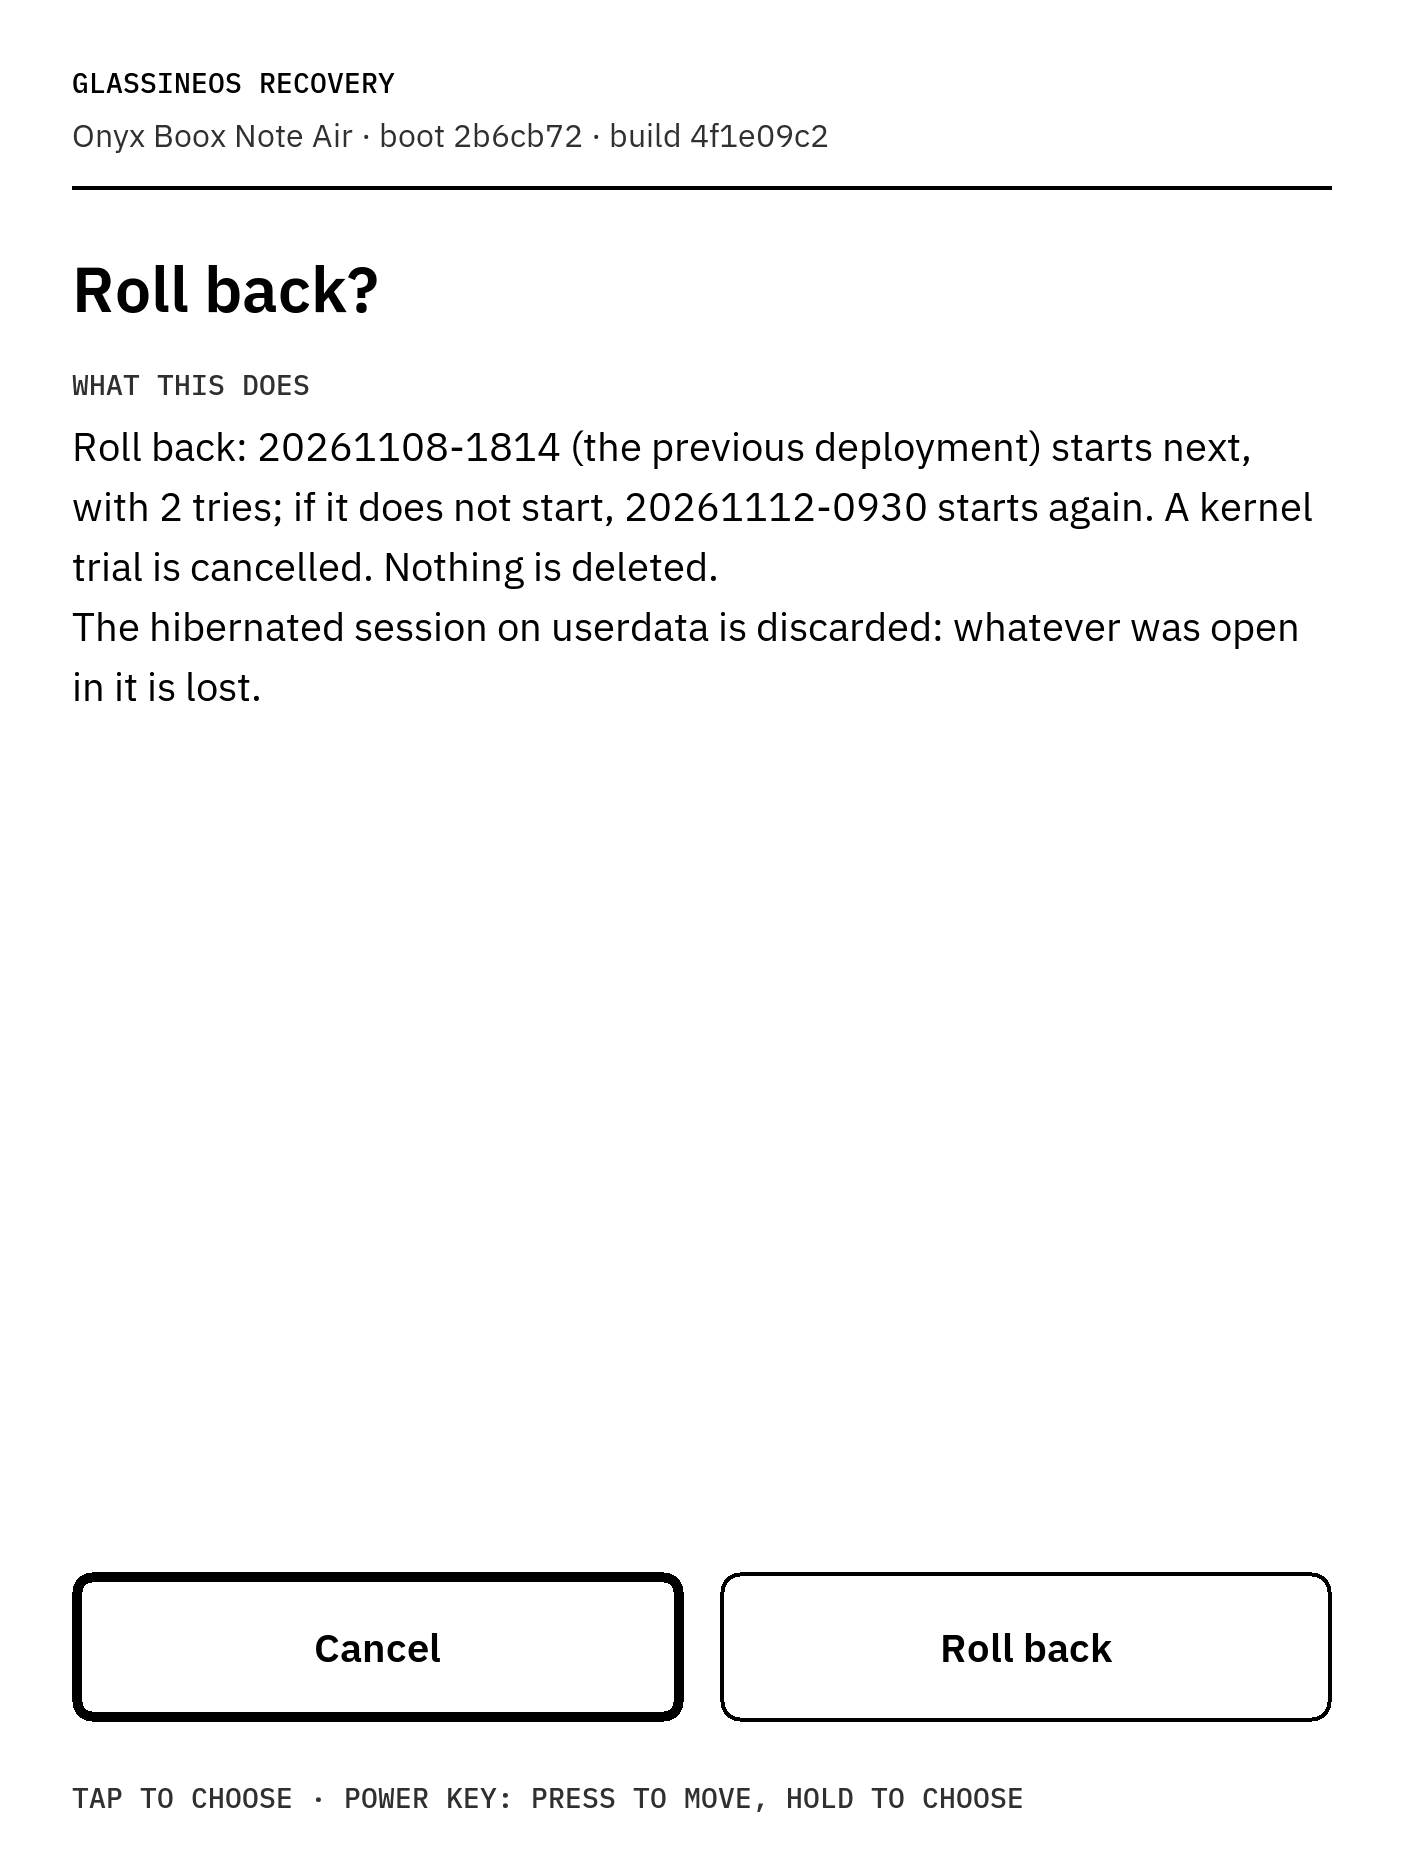 GLASSINEOS RECOVERY
Onyx Boox Note Air · boot 2b6cb72 · build 4f1e09c2
Roll back?
WHAT THIS DOES
Roll back: 20261108-1814 (the previous deployment) starts next,
with 2 tries; if it does not start, 20261112-0930 starts again. A kernel
trial is cancelled. Nothing is deleted.
The hibernated session on userdata is discarded: whatever was open
in it is lost.
Cancel
Roll back
TAP TO CHOOSE · POWER KEY: PRESS TO MOVE, HOLD TO CHOOSE